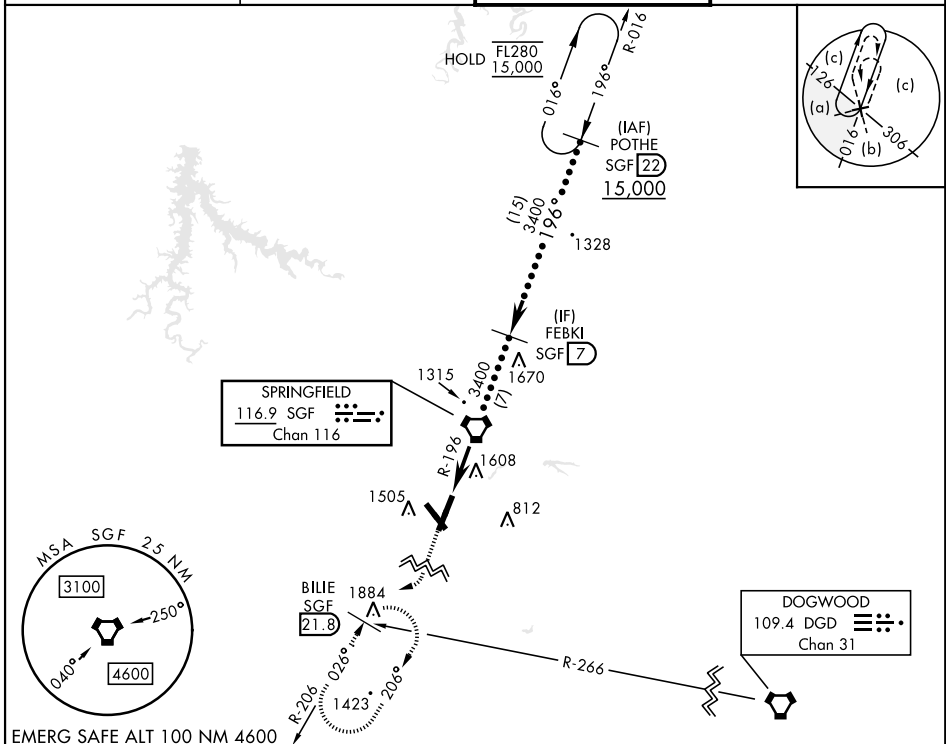 HOLD FL280
15,000
016°
196°
R-016
(IAF)
POTHE
SGF 22
15,000
(15)
3400
196°
1328
(c)
(c)
126
(a)
016
(b)
306
(IF)
FEBKI
SGF 7
1670
1315
3400
(7)
SPRINGFIELD
116.9 SGF
Chan 116
R-196
1608
1505
812
MSA SGF 25 NM
3100
250°
040°
4600
BILIE
SGF
21.8
1884
026°
206°
R-206
1423
R-266
DOGWOOD
109.4 DGD
Chan 31
EMERG SAFE ALT 100 NM 4600